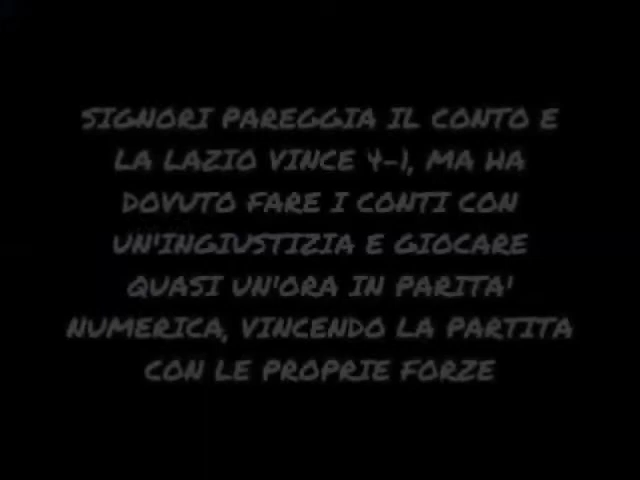 SIGNORI PAREGGIA IL CONTO E
LA LAZIO VINCE 4-1, MA HA
DOVUTO FARE I CONTI CON
UN'INGIUSTIZIA E GIOCARE
QUASI UN'ORA IN PARITA'
NUMERICA, VINCENDO LA PARTITA
CON LE PROPRIE FORZE